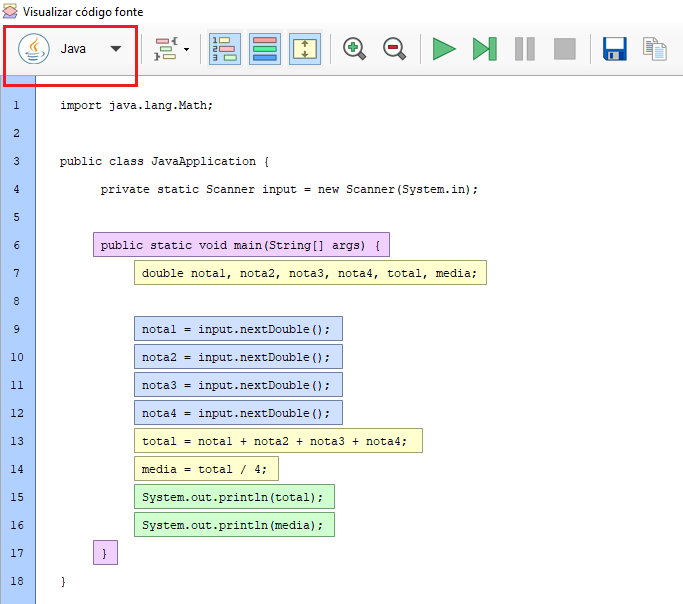 Visualizar código fonte
Java
1 import java.lang.Math;
2
3 public class JavaApplication {
4 private static Scanner input = new Scanner(System.in);
5
6 public static void main(String[] args) {
7 double nota1, nota2, nota3, nota4, total, media;
8
9 nota1 = input.nextDouble();
10 nota2 = input.nextDouble();
11 nota3 = input.nextDouble();
12 nota4 = input.nextDouble();
13 total = nota1 + nota2 + nota3 + nota4;
14 media = total / 4;
15 System.out.println(total);
16 System.out.println(media);
17 }
18 }